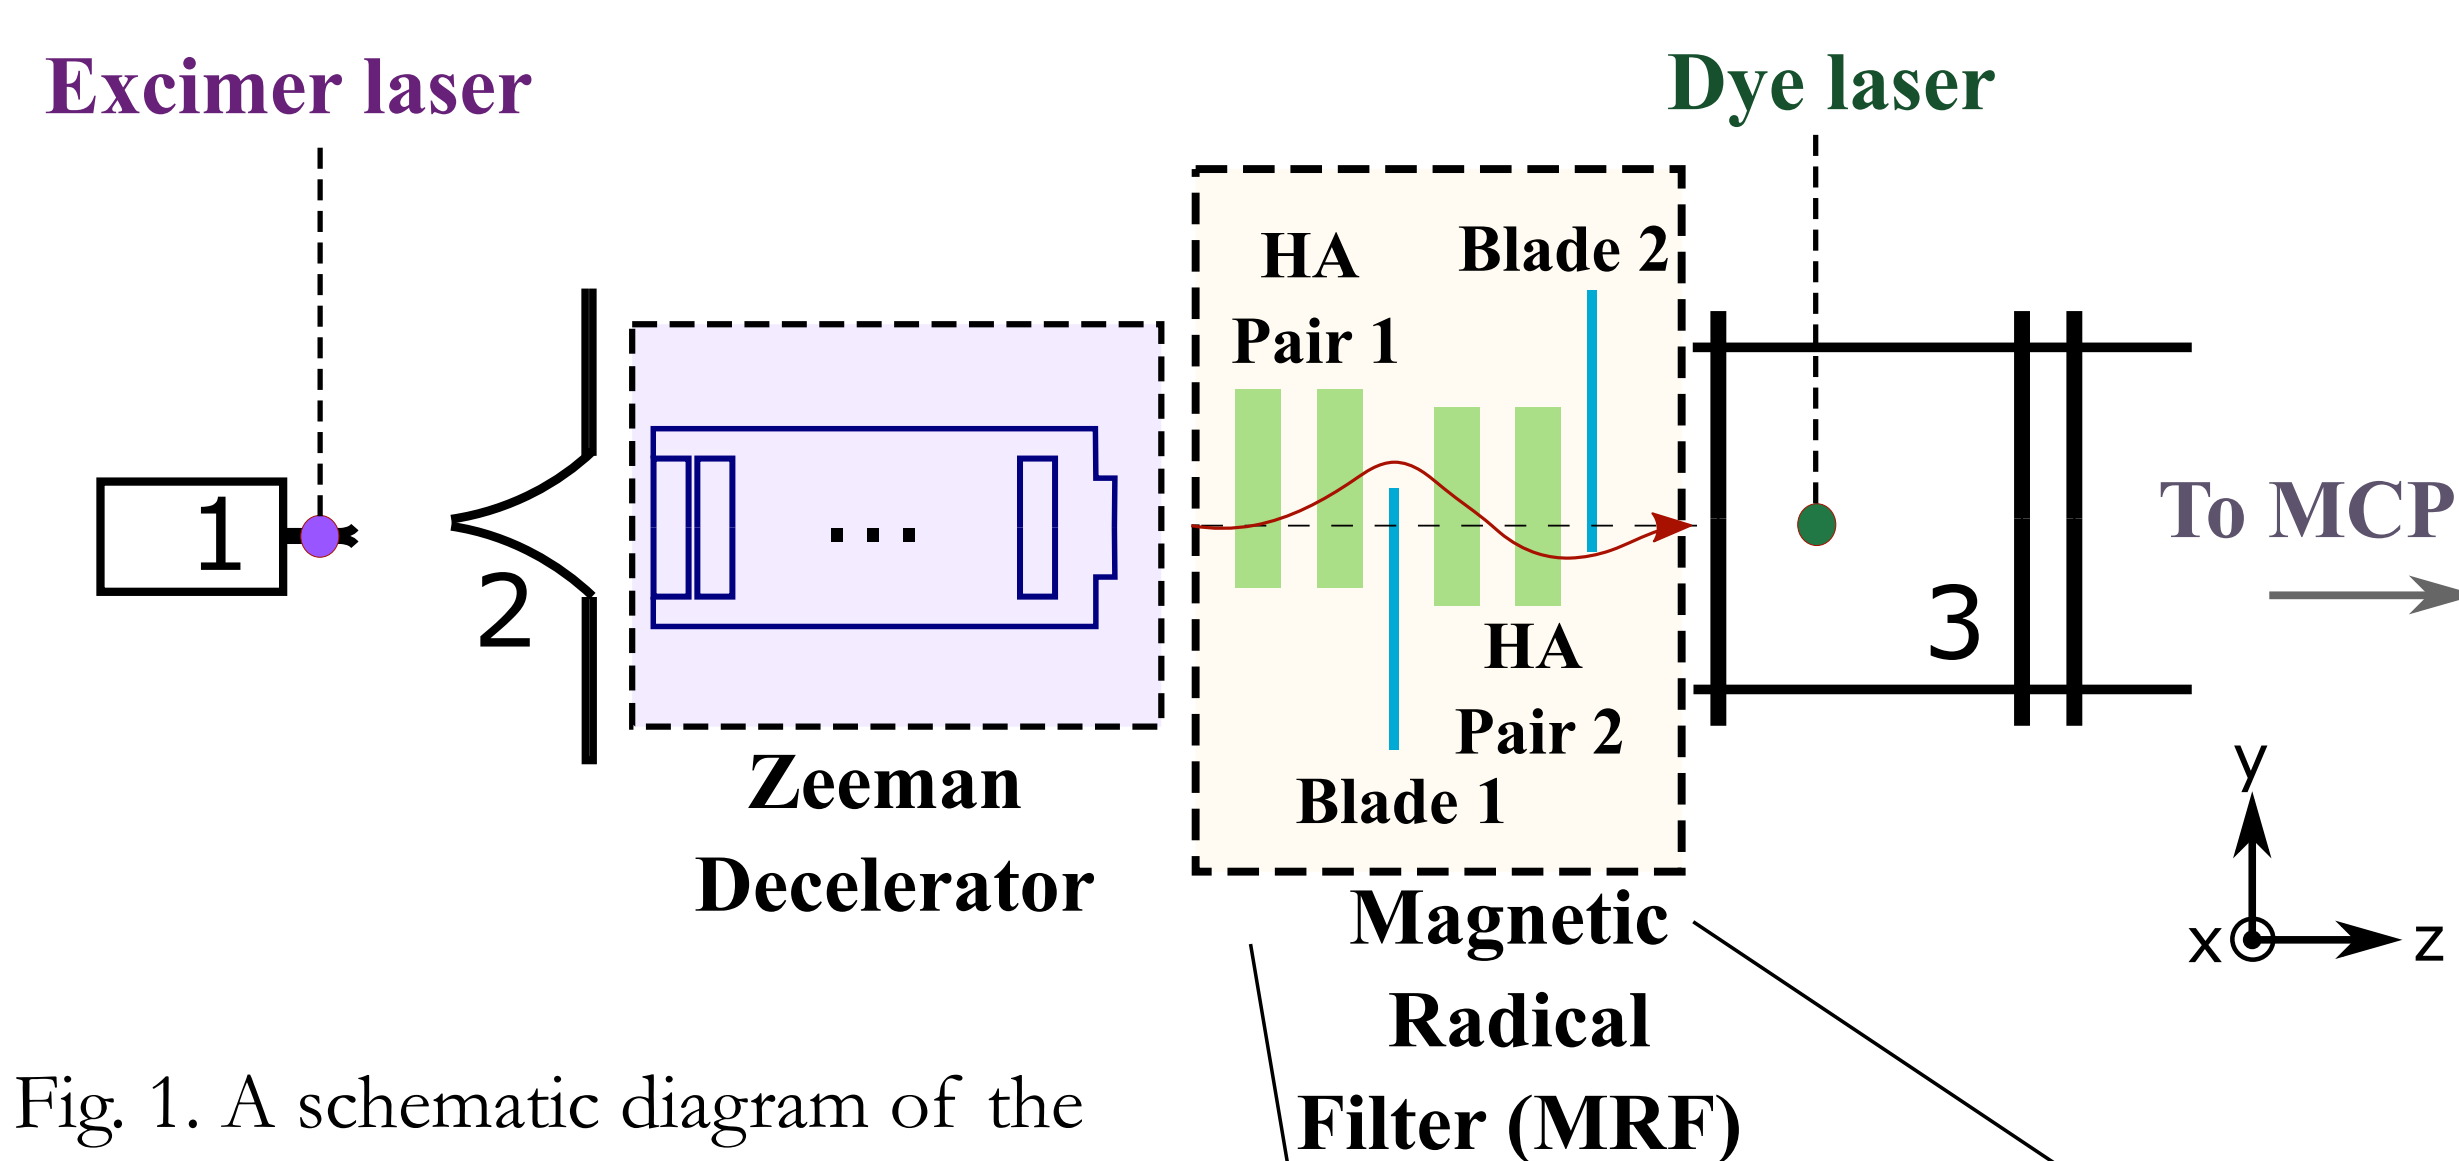 Excimer laser
Dye laser
HA
Pair 1
Blade 2
1
2
...
3
To MCP
HA
Pair 2
Blade 1
Zeeman
Decelerator
Magnetic
Radical
Filter (MRF)
y
x
z
Fig. 1. A schematic diagram of the